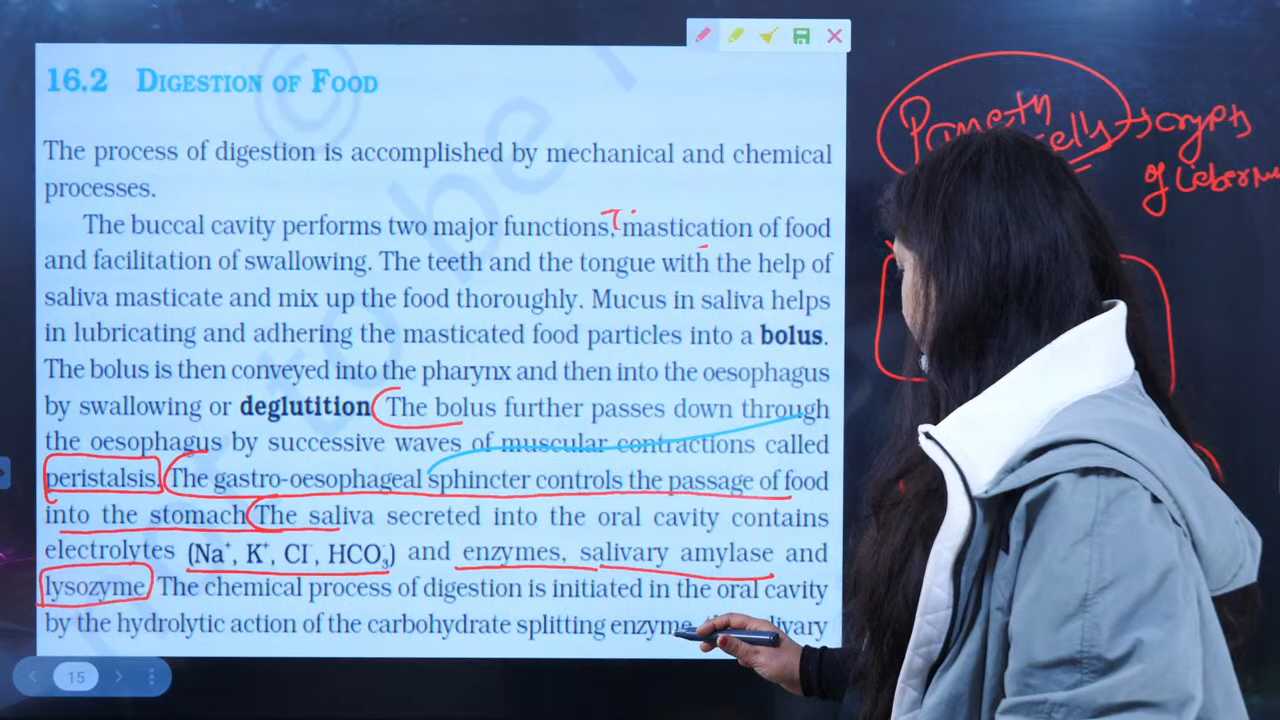 16.2 DIGESTION OF FOOD
The process of digestion is accomplished by mechanical and chemical
processes.
The buccal cavity performs two major functions, mastication of food
and facilitation of swallowing. The teeth and the tongue with the help of
saliva masticate and mix up the food thoroughly. Mucus in saliva helps
in lubricating and adhering the masticated food particles into a bolus.
The bolus is then conveyed into the pharynx and then into the oesophagus
by swallowing or deglutition. The bolus further passes down through
the oesophagus by successive waves of muscular contractions called
peristalsis. The gastro-oesophageal sphincter controls the passage of food
into the stomach. The saliva secreted into the oral cavity contains
electrolytes (Na⁺, K⁺, Cl⁻, HCO₃⁻) and enzymes, salivary amylase and
lysozyme. The chemical process of digestion is initiated in the oral cavity
by the hydrolytic action of the carbohydrate splitting enzyme,
15
Paneth
cells → crypts
of
© to be